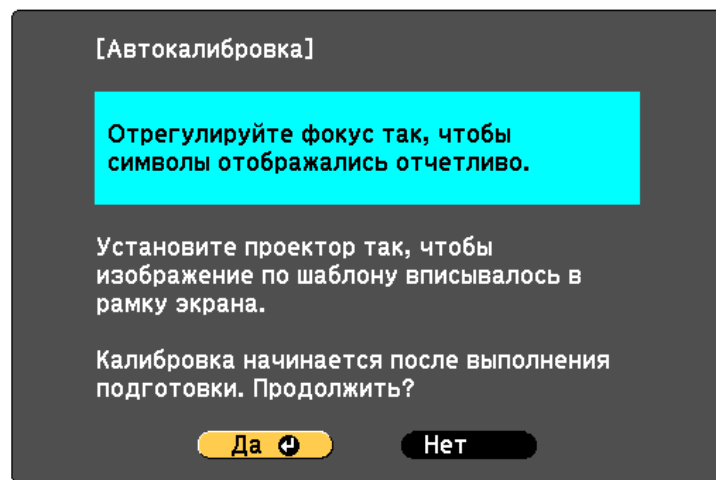 [Автокалибровка]
Отрегулируйте фокус так, чтобы
символы отображались отчетливо.
Установите проектор так, чтобы
изображение по шаблону вписывалось в
рамку экрана.
Калибровка начинается после выполнения
подготовки. Продолжить?
Да Нет